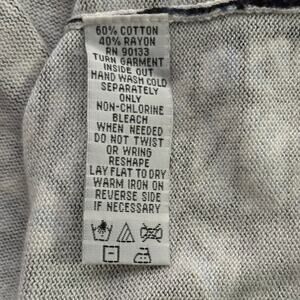 60% COTTON
40% RAYON
RN 90133
TURN GARMENT
INSIDE OUT
HAND WASH COLD
SEPARATELY
ONLY
NON-CHLORINE
BLEACH
WHEN NEEDED
DO NOT TWIST
OR WRING
RESHAPE
LAY FLAT TO DRY
WARM IRON ON
REVERSE SIDE
IF NECESSARY